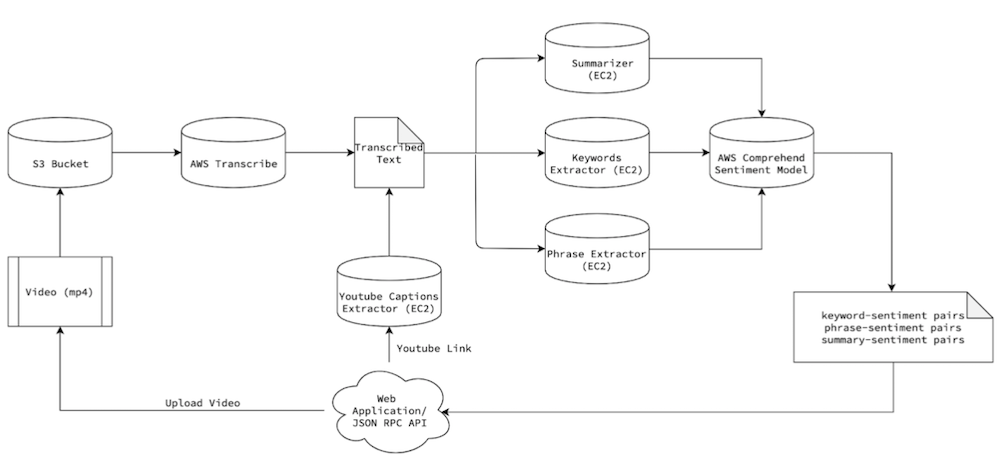 Summarizer
(EC2)
S3 Bucket
AWS Transcribe
Transcribed
Text
Keywords
Extractor (EC2)
AWS Comprehend
Sentiment Model
Phrase Extractor
(EC2)
Video (mp4)
Youtube Captions
Extractor (EC2)
keyword-sentiment pairs
phrase-sentiment pairs
summary-sentiment pairs
Youtube Link
Upload Video
Web
Application/
JSON RPC API